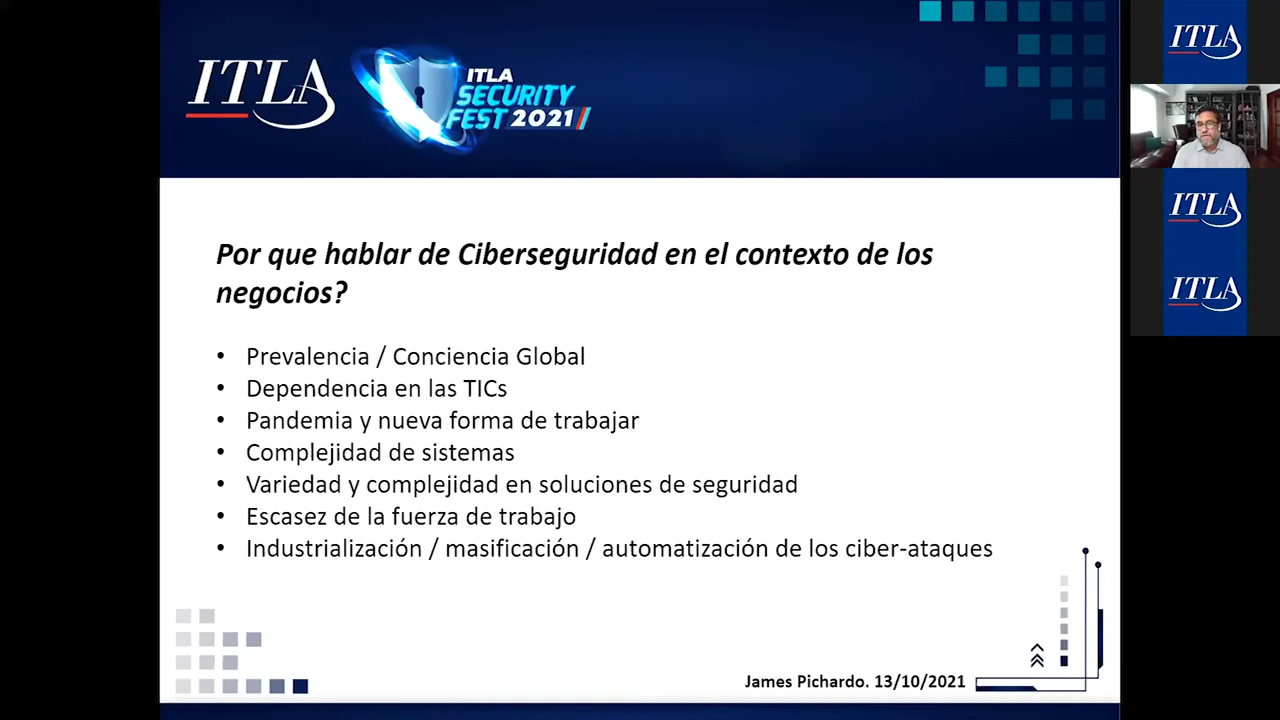 ITLA
ITLA
SECURITY
FEST 2021
Por que hablar de Ciberseguridad en el contexto de los
negocios?
• Prevalencia / Conciencia Global
• Dependencia en las TICs
• Pandemia y nueva forma de trabajar
• Complejidad de sistemas
• Variedad y complejidad en soluciones de seguridad
• Escasez de la fuerza de trabajo
• Industrialización / masificación / automatización de los ciber-ataques
James Pichardo. 13/10/2021
ITLA
ITLA
ITLA